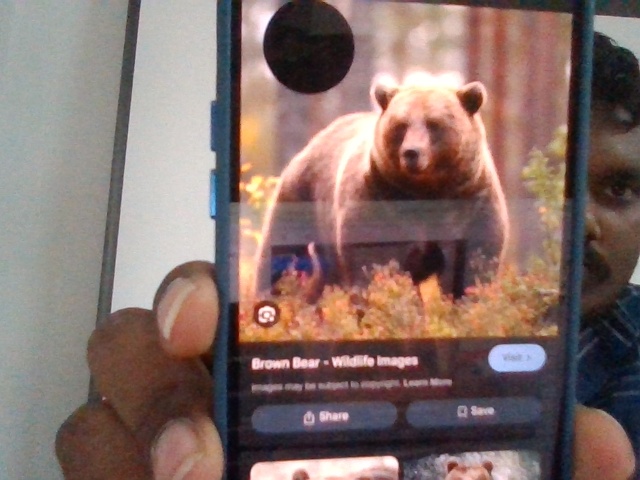 Brown Bear - Wildlife Images
Visit >
Images may be subject to copyright. Learn More
Share
Save